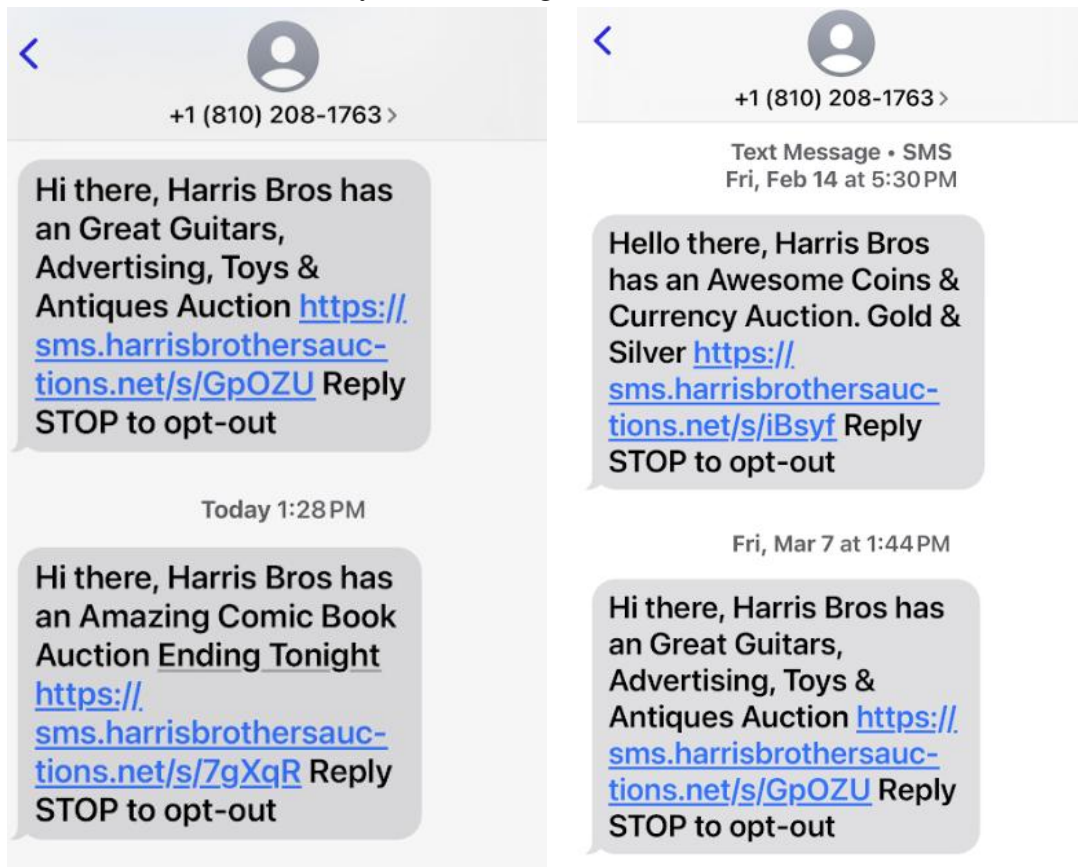 +1 (810) 208-1763 >
Hi there, Harris Bros has
an Great Guitars,
Advertising, Toys &
Antiques Auction https://
sms.harrisbrothersauc-
tions.net/s/GpOZU Reply
STOP to opt-out
Today 1:28 PM
Hi there, Harris Bros has
an Amazing Comic Book
Auction Ending Tonight
https://
sms.harrisbrothersauc-
tions.net/s/7gXqR Reply
STOP to opt-out
+1 (810) 208-1763 >
Text Message • SMS
Fri, Feb 14 at 5:30 PM
Hello there, Harris Bros
has an Awesome Coins &
Currency Auction. Gold &
Silver https://
sms.harrisbrothersauc-
tions.net/s/iBsyf Reply
STOP to opt-out
Fri, Mar 7 at 1:44 PM
Hi there, Harris Bros has
an Great Guitars,
Advertising, Toys &
Antiques Auction https://
sms.harrisbrothersauc-
tions.net/s/GpOZU Reply
STOP to opt-out